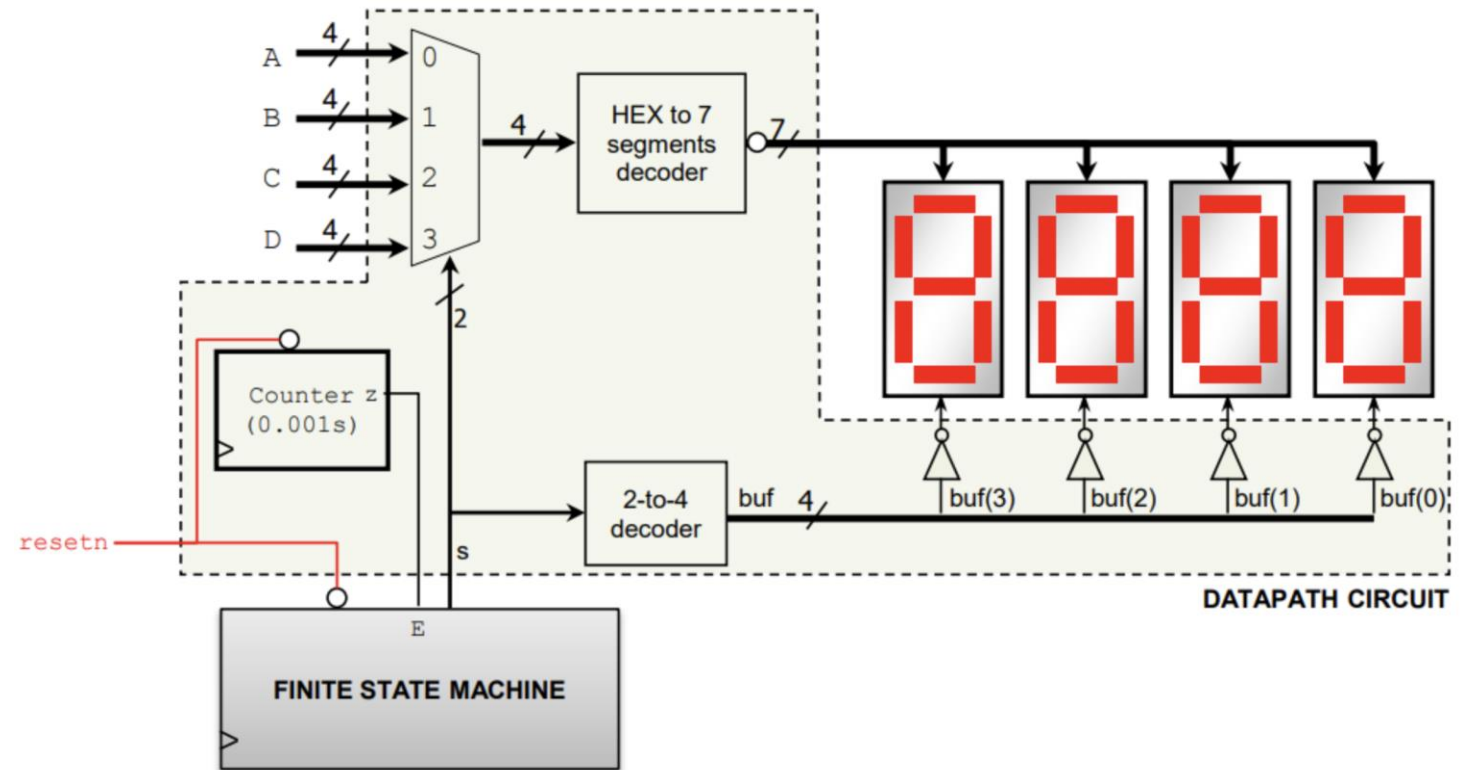 A
4
0
B
4
1
C
4
2
D
4
3
4
HEX to 7
segments
decoder
7
2
Counter z
(0.001s)
resetn
s
2-to-4
decoder
buf
4
buf(3)
buf(2)
buf(1)
buf(0)
DATAPATH CIRCUIT
E
FINITE STATE MACHINE